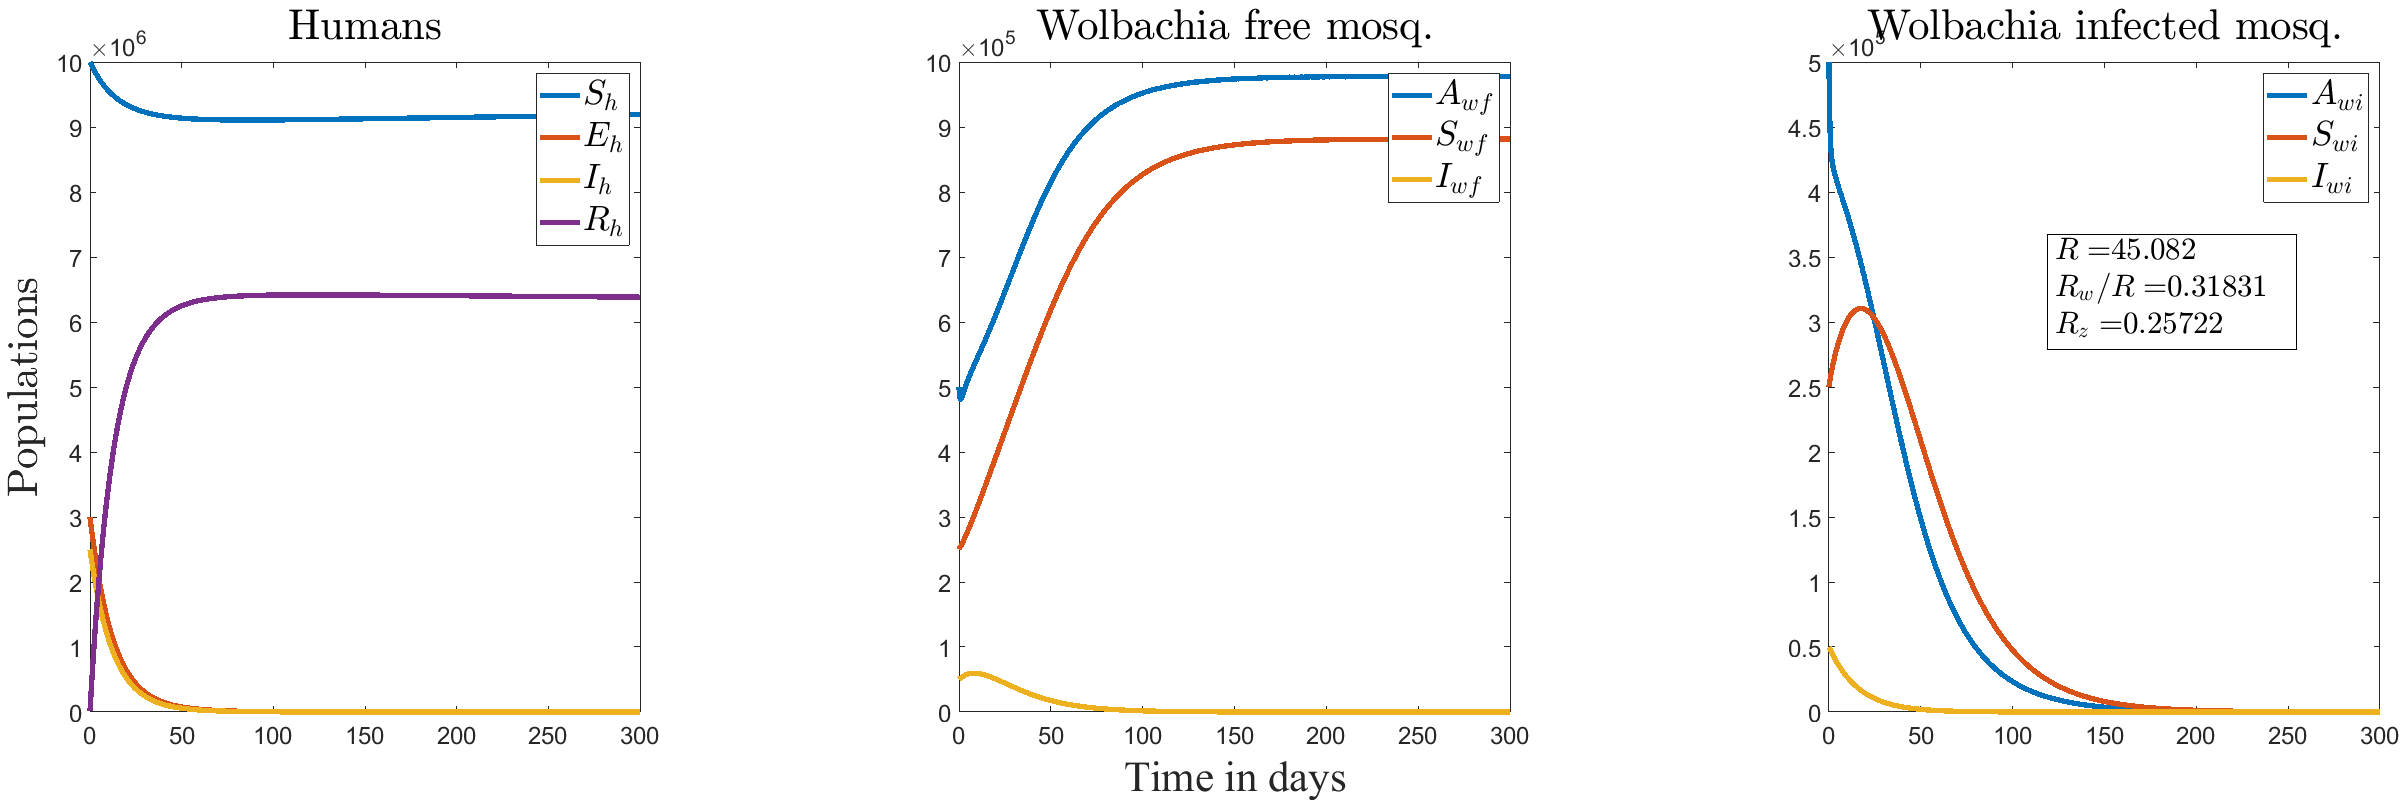 Humans
×10⁶
10
9
8
7
6
5
4
3
2
1
0
0 50 100 150 200 250 300
S_h
E_h
I_h
R_h
Populations
Wolbachia free mosq.
×10⁵
10
9
8
7
6
5
4
3
2
1
0
0 50 100 150 200 250 300
A_wf
S_wf
I_wf
Time in days
Wolbachia infected mosq.
×10⁵
5
4.5
4
3.5
3
2.5
2
1.5
1
0.5
0
0 50 100 150 200 250 300
A_wi
S_wi
I_wi
R =45.082
R_w/R =0.31831
R_z =0.25722